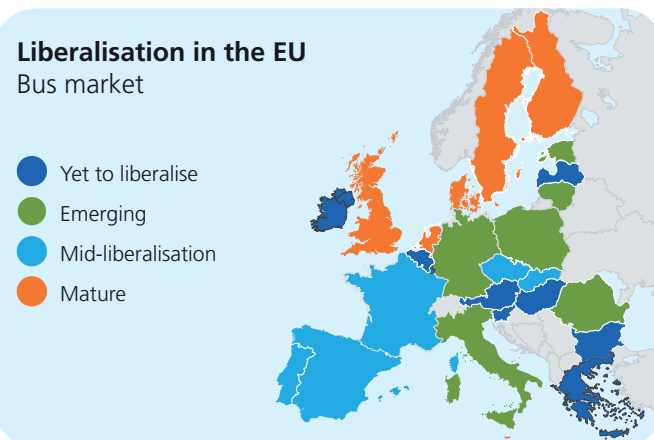 Liberalisation in the EU
Bus market
Yet to liberalise
Emerging
Mid-liberalisation
Mature